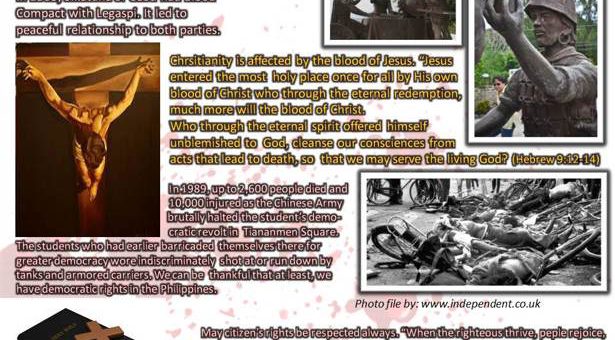 Compact with Legaspi. It led to
peaceful relationship to both parties.
Chrsitianity is affected by the blood of Jesus. "Jesus
entered the most holy place once for all by His own
blood of Christ who through the eternal redemption,
much more will the blood of Christ.
Who through the eternal spirit offered himself
unblemished to God, cleanse our consciences from
acts that lead to death, so that we may serve the living God? (Hebrew 9:12-14)
In 1989, up to 2,600 people died and
10,000 injured as the Chinese Army
brutally halted the student's demo-
cratic revolt in Tiananmen Square.
The students who had earlier barricaded themselves there for
greater democracy wore indiscriminately shot at or run down by
tanks and armored carriers. We can be thankful that at least, we
have democratic rights in the Philippines.
Photo file by: www.independent.co.uk
HOLY BIBLE
May citizen's rights be respected always. "When the righteous thrive, peple rejoice,